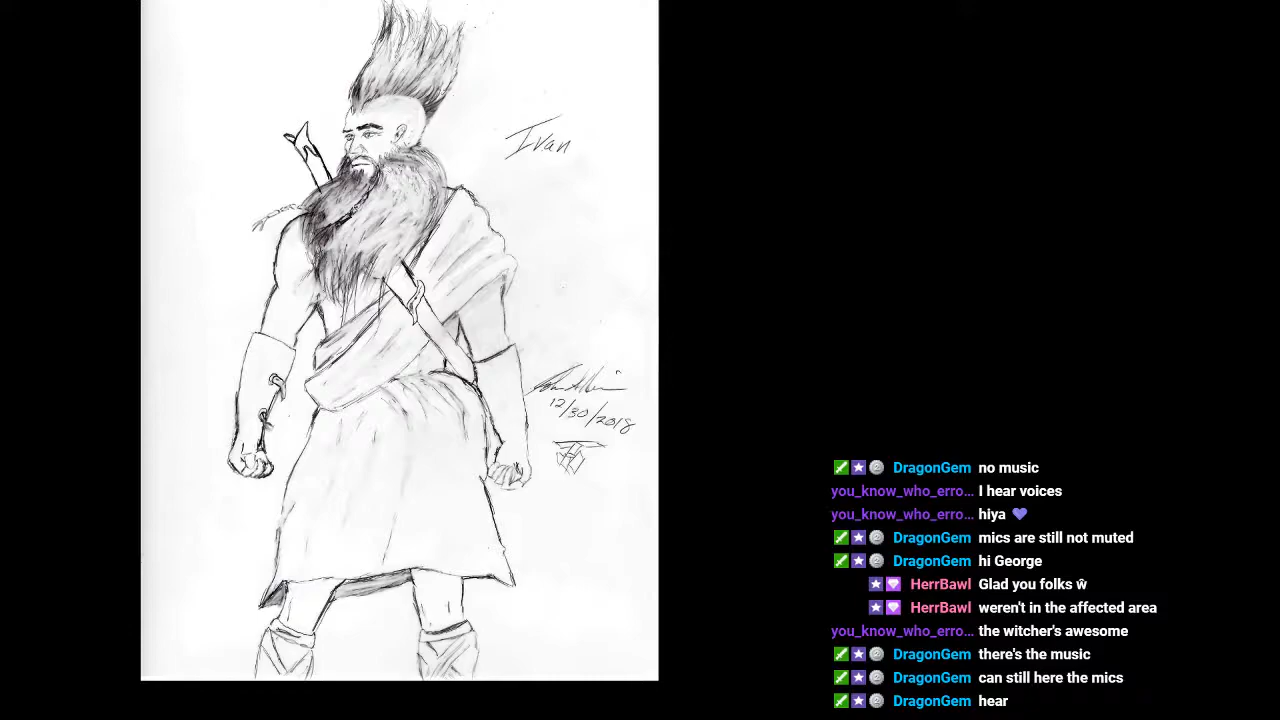 Ivan
12/30/2018
DragonGem no music
you_know_who_erro... I hear voices
you_know_who_erro... hiya
DragonGem mics are still not muted
DragonGem hi George
HerrBawl Glad you folks ŵ
HerrBawl weren't in the affected area
you_know_who_erro... the witcher's awesome
DragonGem there's the music
DragonGem can still here the mics
DragonGem hear